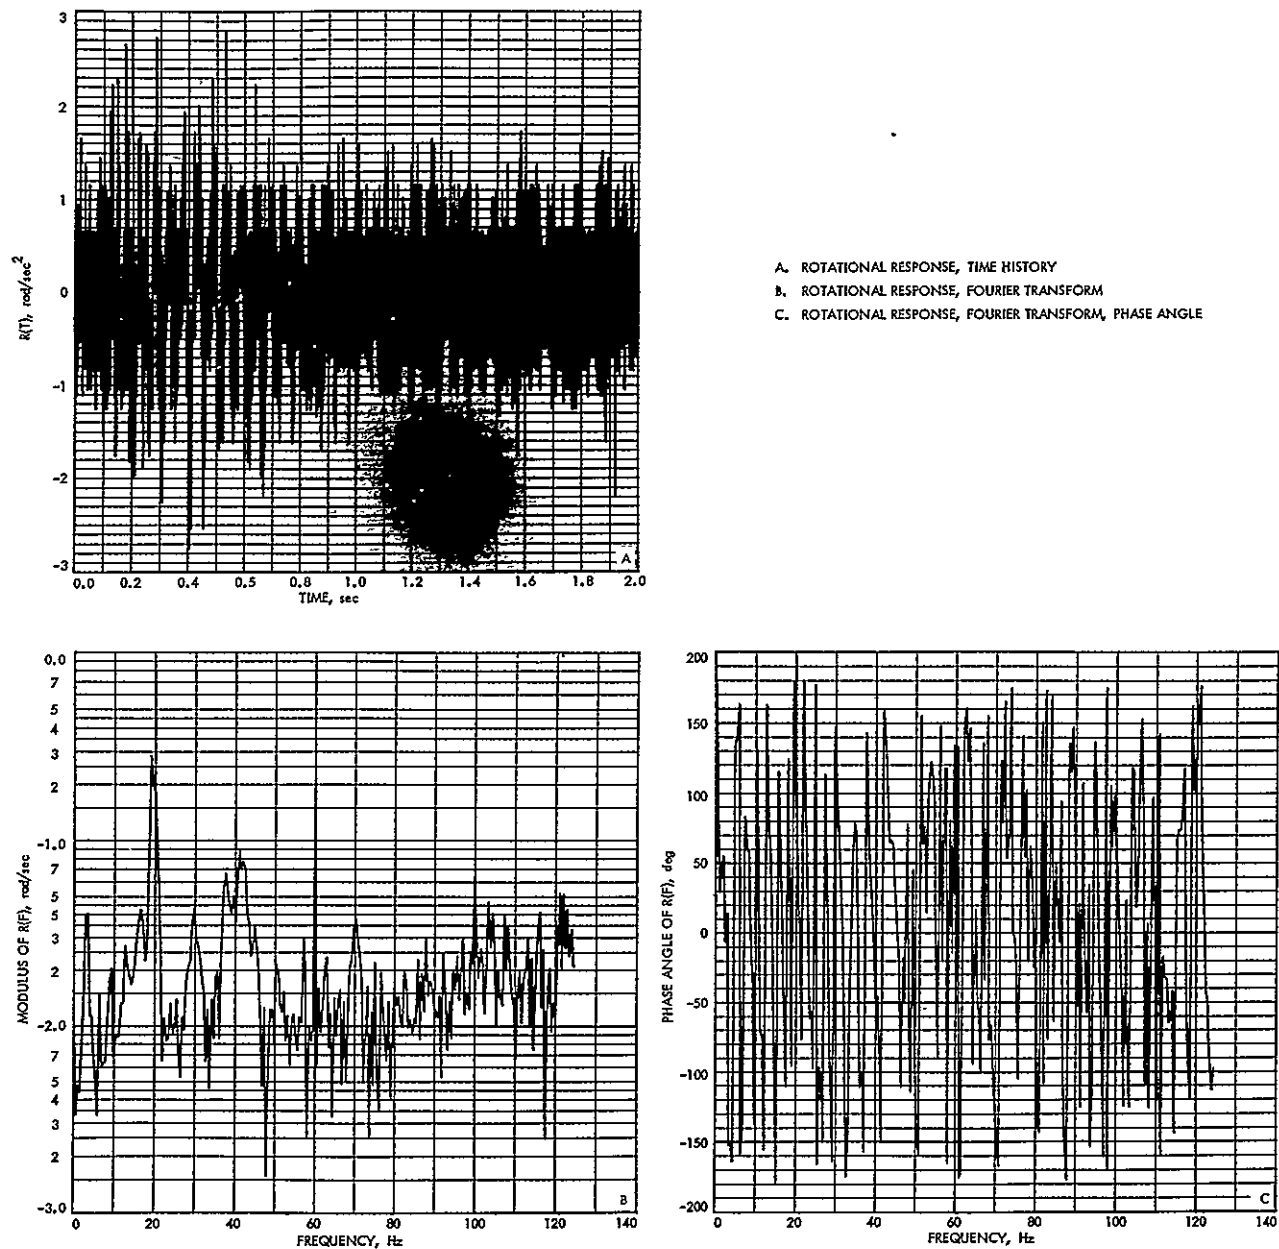 3
2
1
0
-1
-2
-3
R(T), rad/sec2
0.0 0.2 0.4 0.6 0.8 1.0 1.2 1.4 1.6 1.8 2.0
TIME, sec
A
A. ROTATIONAL RESPONSE, TIME HISTORY
B. ROTATIONAL RESPONSE, FOURIER TRANSFORM
C. ROTATIONAL RESPONSE, FOURIER TRANSFORM, PHASE ANGLE
0.0
7
5
4
3
2
-1.0
7
5
5
3
2
-2.0
7
5
4
3
2
-3.0
MODULUS OF R(F), rad/sec
0 20 40 60 80 100 120 140
FREQUENCY, Hz
B
200
150
100
50
0
-50
-100
-150
-200
PHASE ANGLE OF R(F), deg
0 20 40 60 80 100 120 140
FREQUENCY, Hz
C